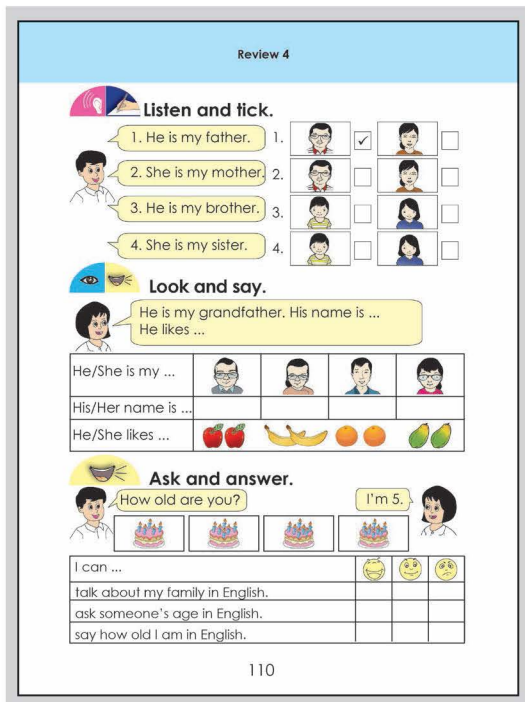 Review 4
Listen and tick.
1. He is my father.
1.
✓
2. She is my mother.
2.
3. He is my brother.
3.
4. She is my sister.
4.
Look and say.
He is my grandfather. His name is ...
He likes ...
He/She is my ...
His/Her name is ...
He/She likes ...
Ask and answer.
How old are you?
I'm 5.
I can ...
talk about my family in English.
ask someone's age in English.
say how old I am in English.
110